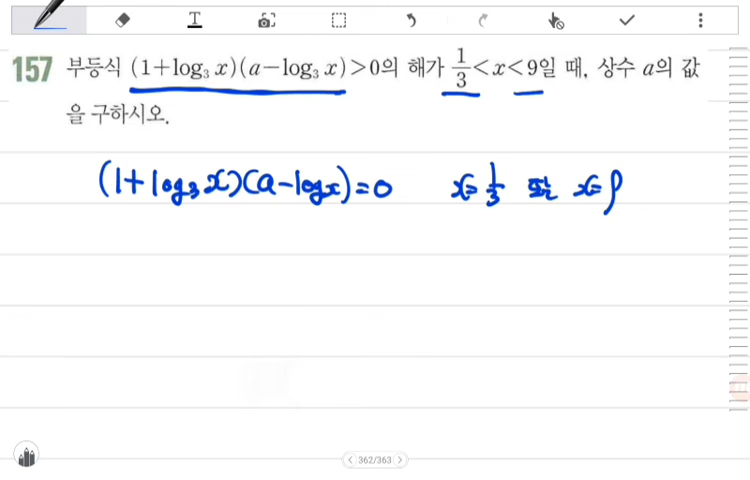 157 부등식 (1+log₃ x)(a−log₃ x)>0의 해가 1/3<x<9일 때, 상수 a의 값
을 구하시오.
(1+log₃x)(a-logx)=0 x=1/3 또는 x=9
362/363